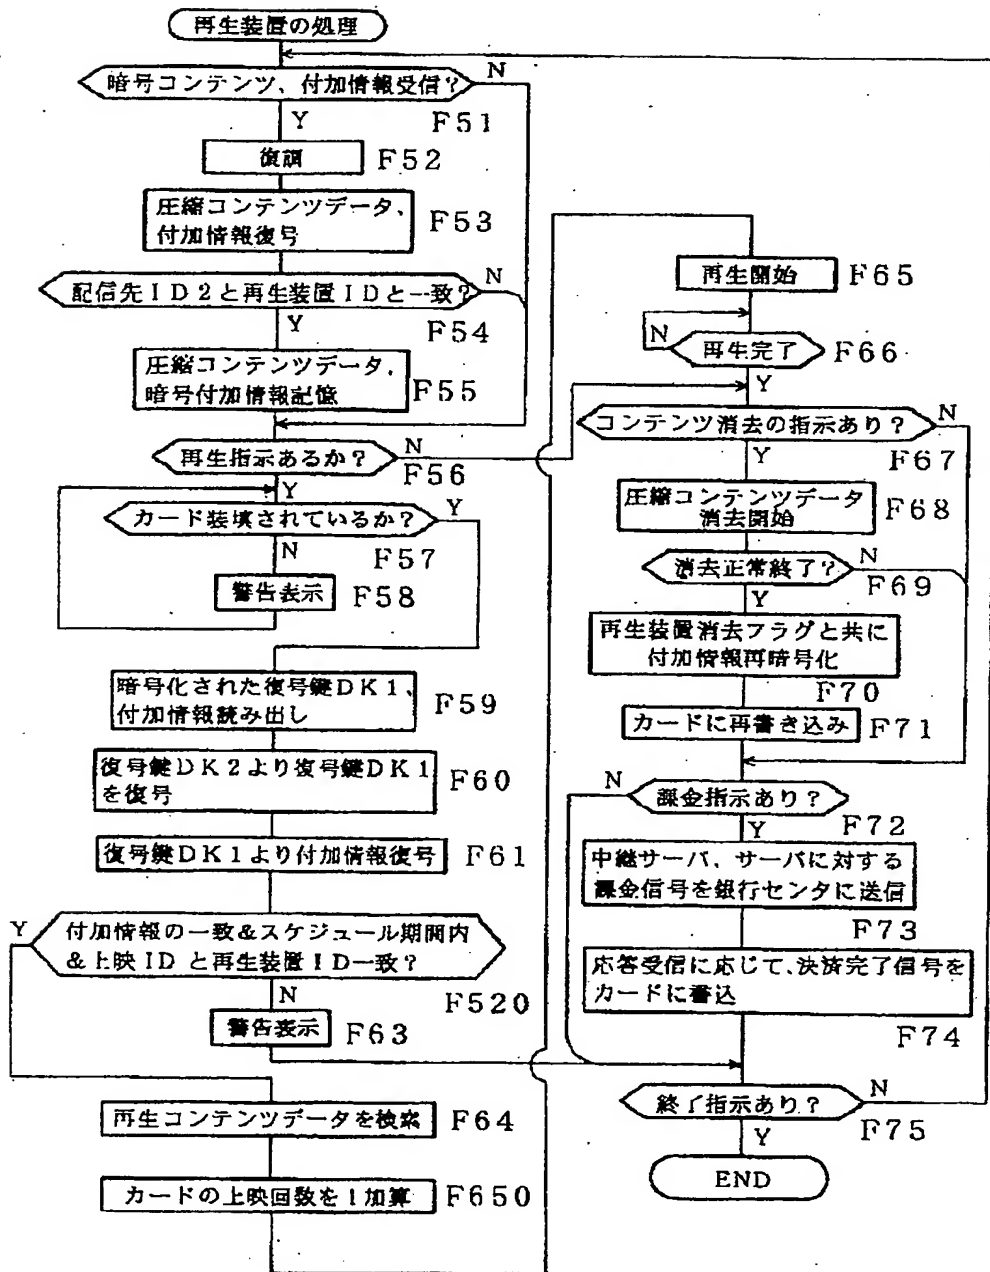 再生装置の処理
暗号コンテンツ、付加情報受信？
N
Y
F51
復調
F52
圧縮コンテンツデータ、
付加情報復号
F53
配信先ID2と再生装置IDと一致？
N
Y
F54
圧縮コンテンツデータ、
暗号付加情報記憶
F55
再生指示あるか？
N
F56
Y
カード装填されているか？
Y
F57
N
警告表示
F58
暗号化された復号鍵DK1、
付加情報読み出し
F59
復号鍵DK2より復号鍵DK1
を復号
F60
復号鍵DK1より付加情報復号
F61
Y
付加情報の一致&スケジュール期間内
&上映IDと再生装置ID一致？
N
F520
警告表示
F63
再生コンテンツデータを検索
F64
カードの上映回数を1加算
F650
再生開始
F65
N
再生完了
F66
Y
コンテンツ消去の指示あり？
N
Y
F67
圧縮コンテンツデータ
消去開始
F68
消去正常終了？
N
F69
Y
再生装置消去フラグと共に
付加情報再暗号化
F70
カードに再書き込み
F71
N
課金指示あり？
Y
F72
中継サーバ、サーバに対する
課金信号を銀行センタに送信
F73
応答受信に応じて、決済完了信号を
カードに書込
F74
終了指示あり？
N
F75
Y
END